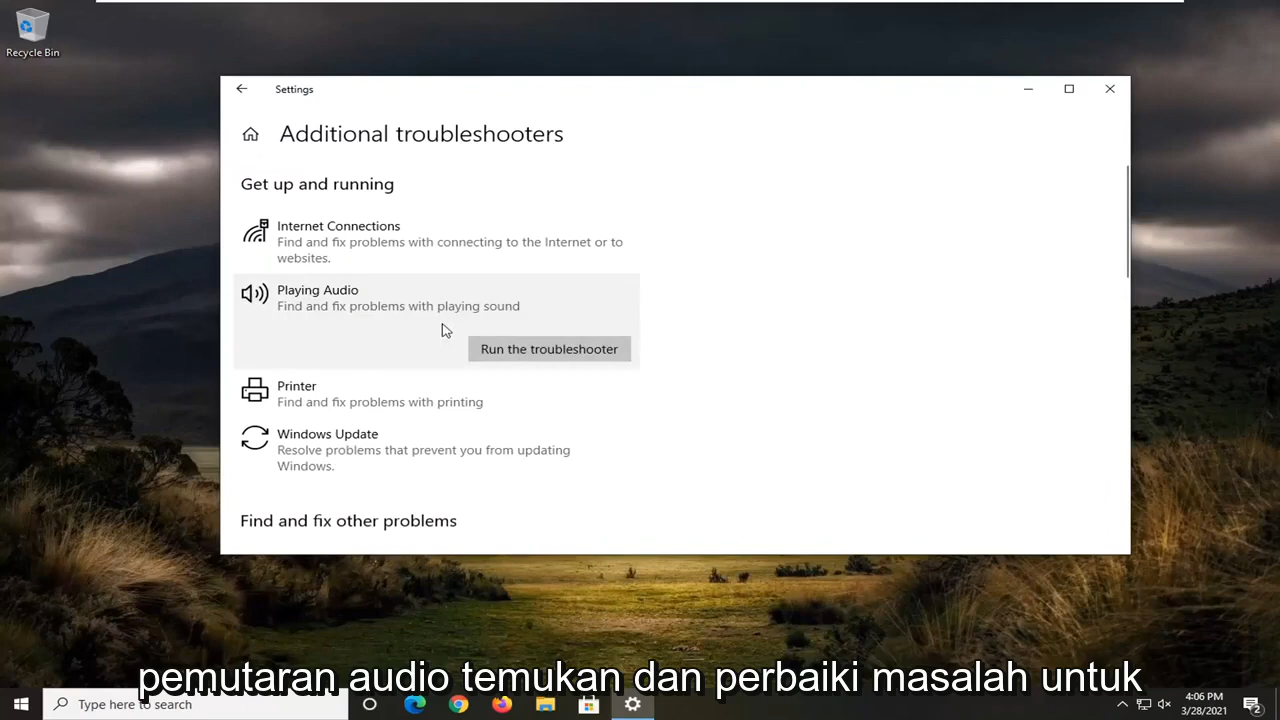 Recycle Bin
Settings
Additional troubleshooters
Get up and running
Internet Connections
Find and fix problems with connecting to the Internet or to
websites.
Playing Audio
Find and fix problems with playing sound
Run the troubleshooter
Printer
Find and fix problems with printing
Windows Update
Resolve problems that prevent you from updating
Windows.
Find and fix other problems
pemutaran audio temukan dan perbaiki masalah untuk
Type here to search
4:06 PM
3/28/2021
2